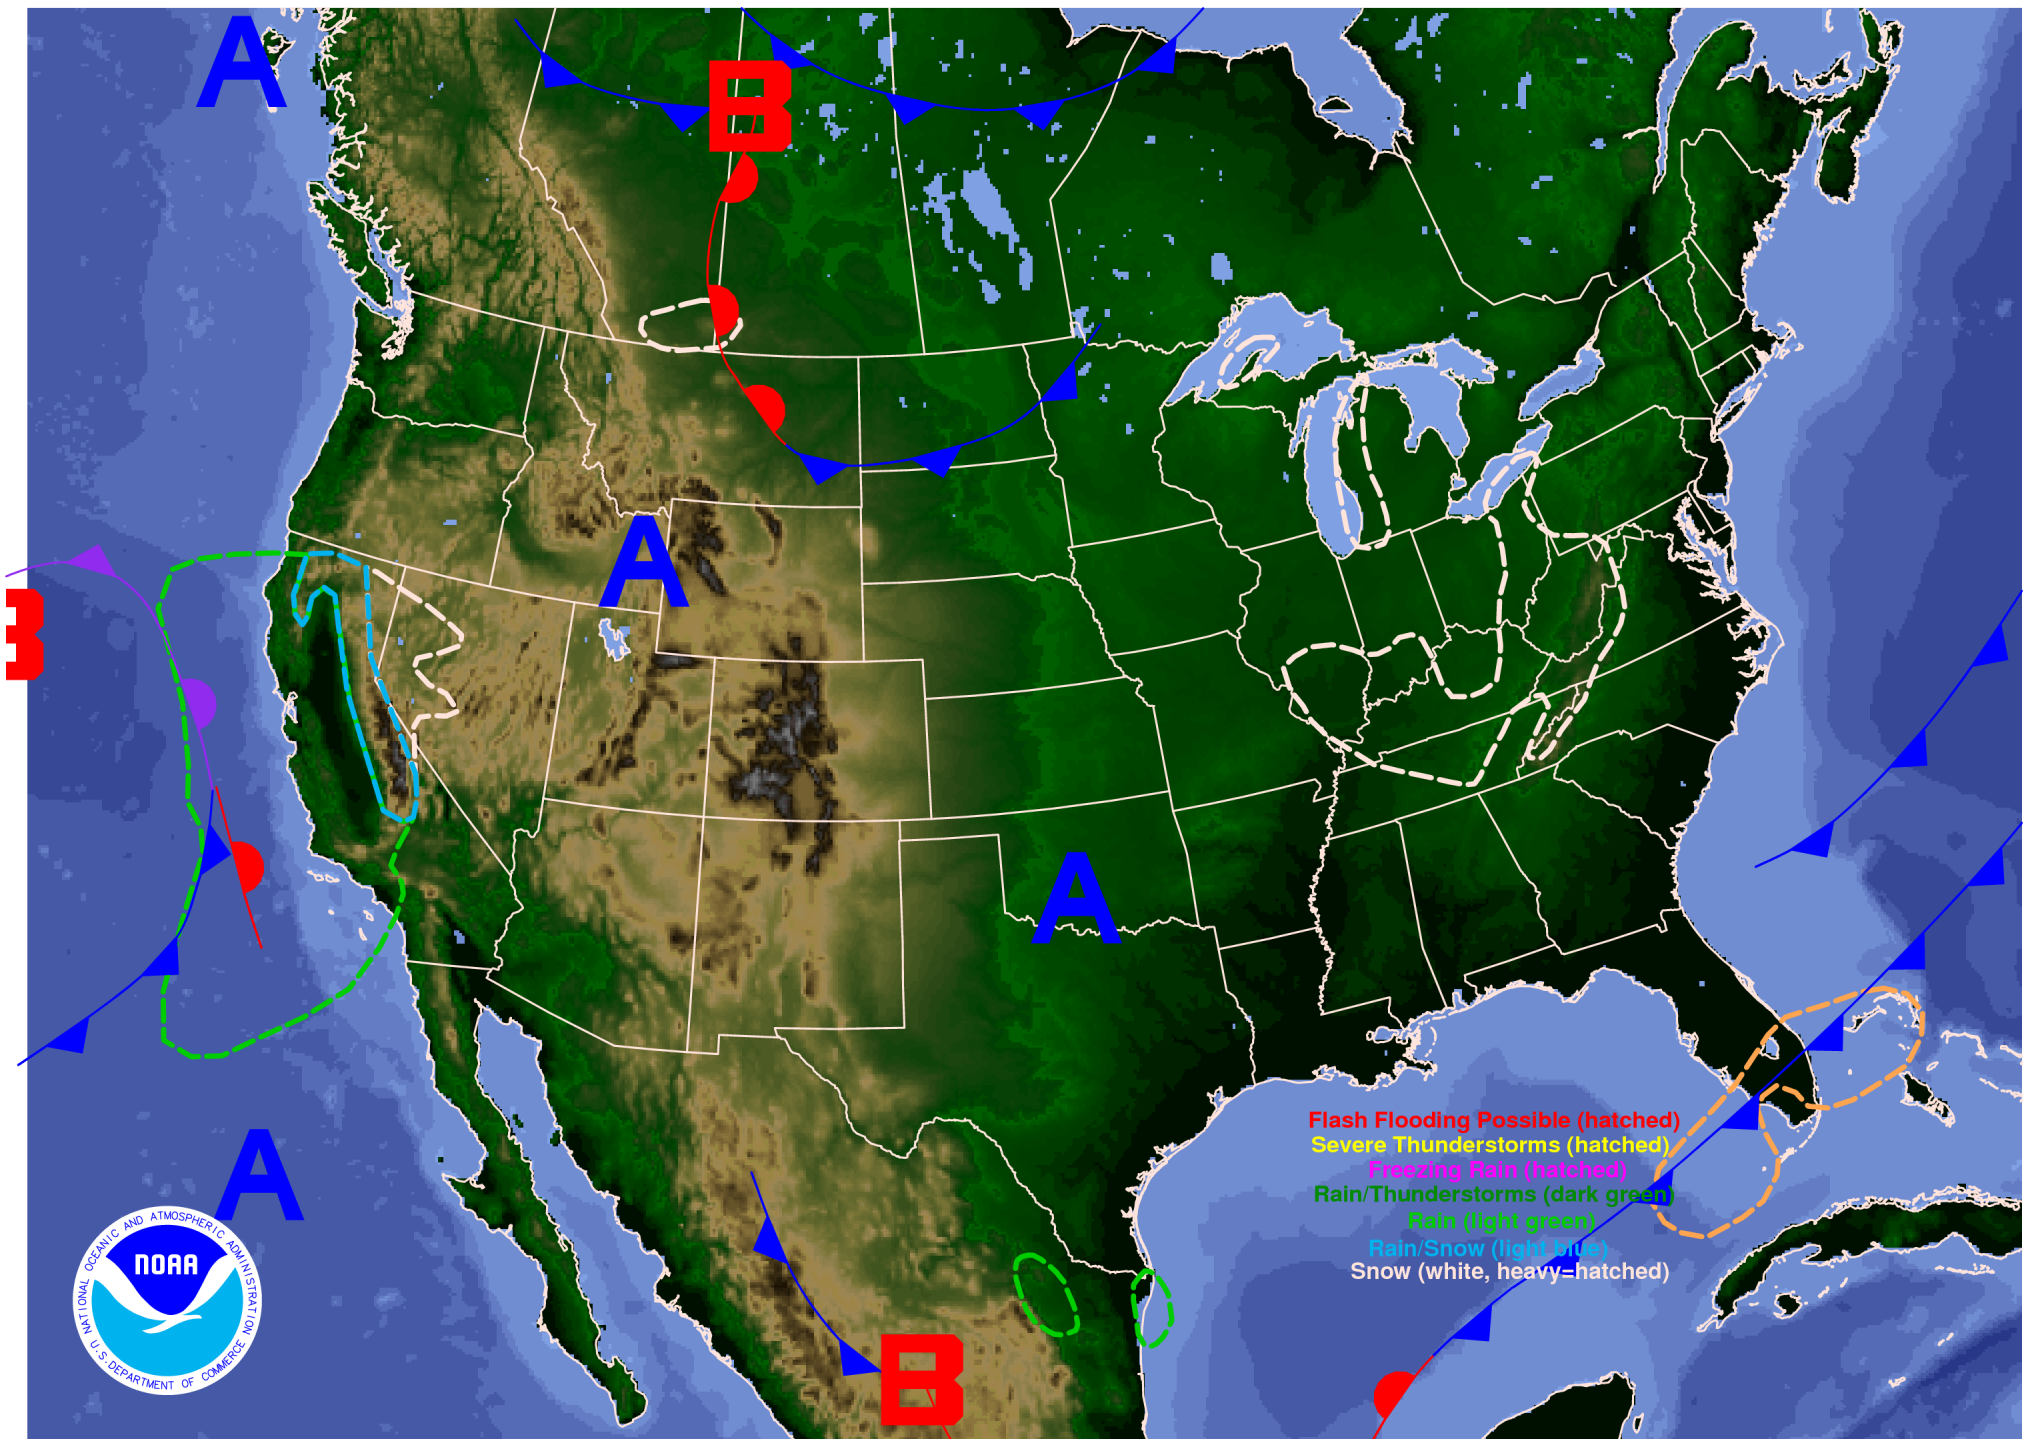 A
B
A
B
A
A
B
Flash Flooding Possible (hatched)
Severe Thunderstorms (hatched)
Freezing Rain (hatched)
Rain/Thunderstorms (dark green)
Rain (light green)
Rain/Snow (light blue)
Snow (white, heavy=hatched)
NATIONAL OCEANIC AND ATMOSPHERIC ADMINISTRATION
NOAA
U.S. DEPARTMENT OF COMMERCE